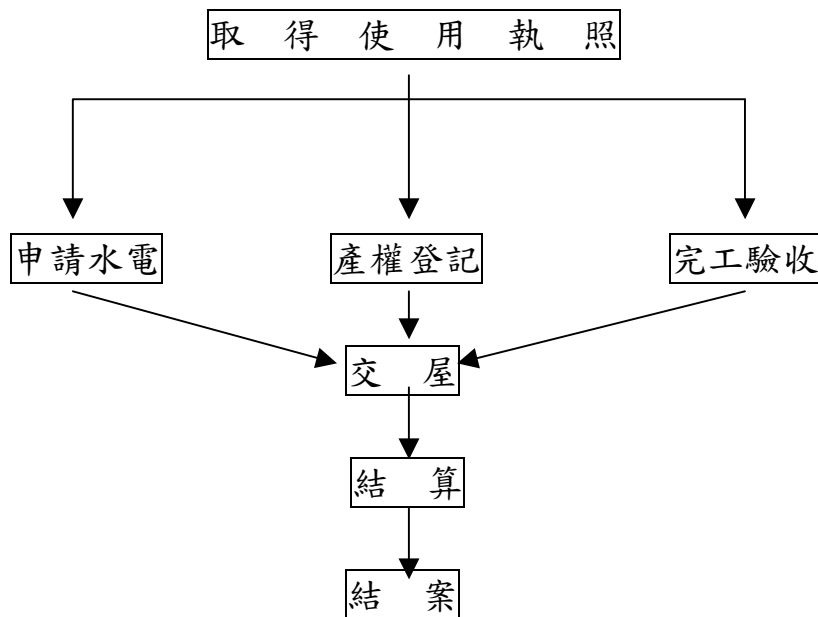 取得使用執照
申請水電
產權登記
完工驗收
交屋
結算
結案